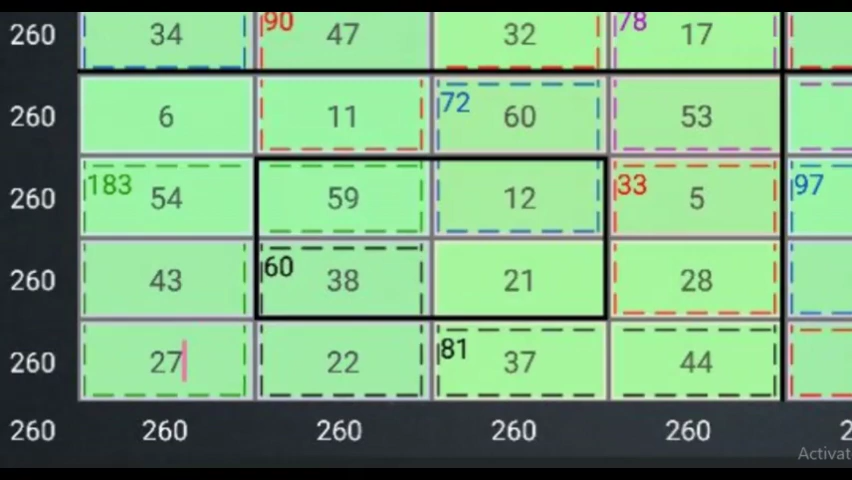 260 34 90 47 32 78 17
260 6 11 72 60 53
260 183 54 59 12 33 5 97
260 43 60 38 21 28
260 27 22 81 37 44
260 260 260 260 260
Activat